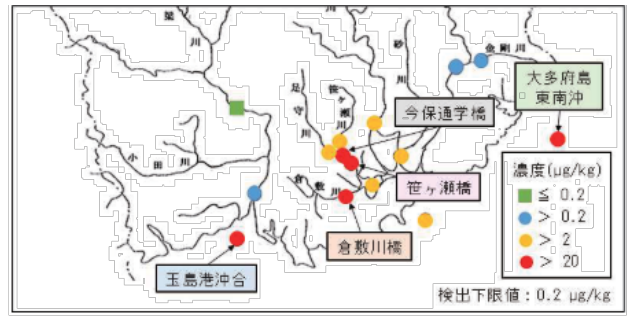 梁
川
砂
川
金剛川
足
守
川
笹
ヶ
瀬
川
小田川
倉敷川
今保通学橋
大多府島
東南沖
笹ヶ瀬橋
倉敷川橋
玉島港沖合
濃度(μg/kg)
≦ 0.2
> 0.2
> 2
> 20
検出下限値：0.2 μg/kg